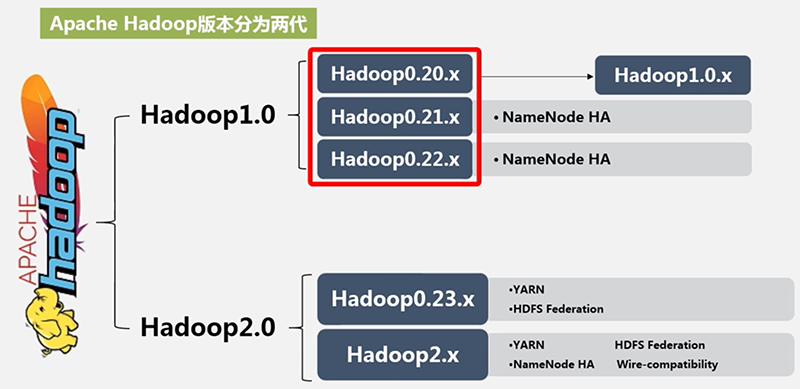 Apache Hadoop版本分为两代
APACHE
hadoop
Hadoop1.0
Hadoop0.20.x
Hadoop1.0.x
Hadoop0.21.x
• NameNode HA
Hadoop0.22.x
• NameNode HA
Hadoop2.0
Hadoop0.23.x
•YARN
•HDFS Federation
Hadoop2.x
•YARN HDFS Federation
•NameNode HA Wire-compatibility